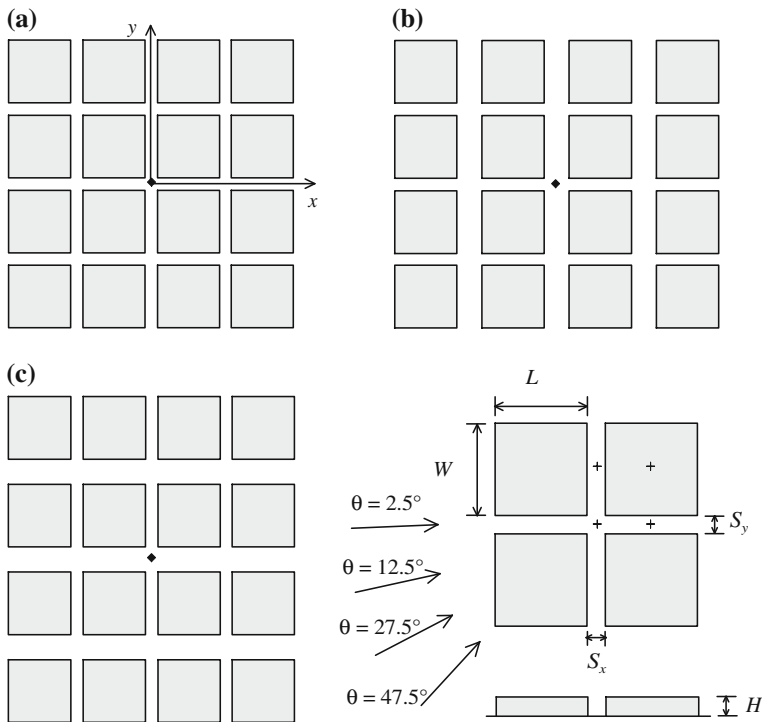 (a)
y
x
(b)
(c)
L
W
S_y
θ = 2.5°
θ = 12.5°
θ = 27.5°
θ = 47.5°
S_x
H